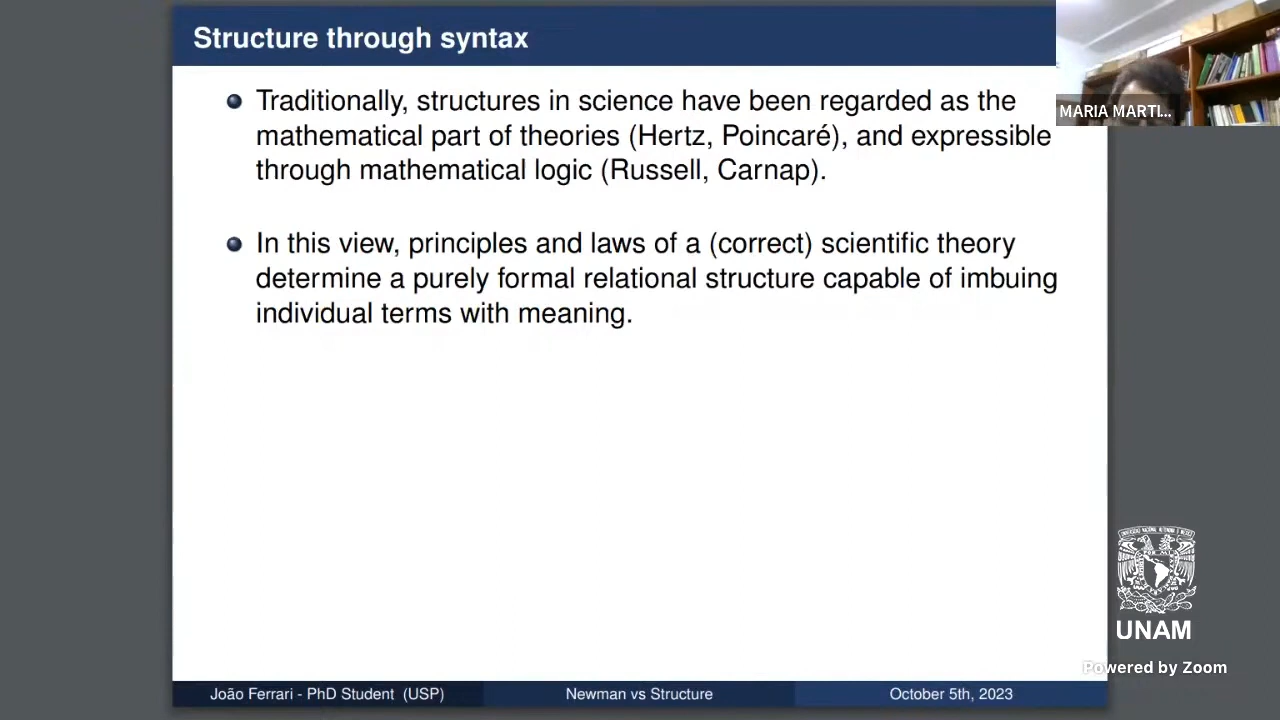 Structure through syntax
Traditionally, structures in science have been regarded as the
mathematical part of theories (Hertz, Poincaré), and expressible
through mathematical logic (Russell, Carnap).
In this view, principles and laws of a (correct) scientific theory
determine a purely formal relational structure capable of imbuing
individual terms with meaning.
MARIA MARTI...
UNAM
Powered by Zoom
João Ferrari - PhD Student (USP)
Newman vs Structure
October 5th, 2023